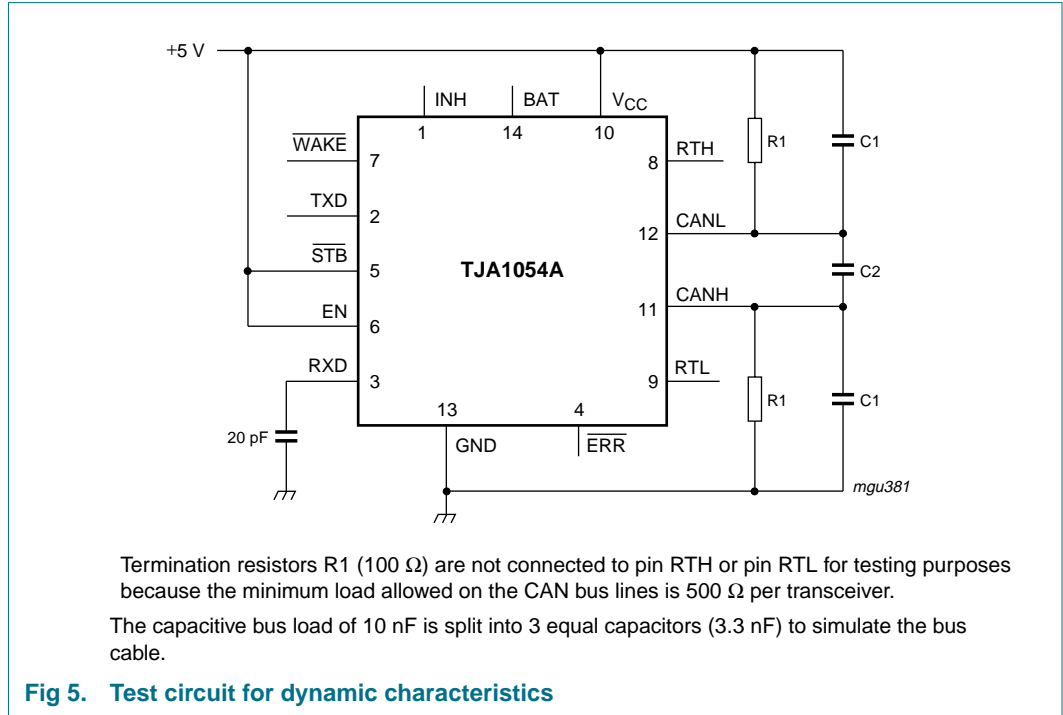 +5 V
INH
BAT
VCC
1
14
10
WAKE
7
8
RTH
R1
C1
TXD
2
12
CANL
STB
5
TJA1054A
C2
11
CANH
EN
6
RXD
3
9
RTL
R1
C1
13
4
20 pF
GND
ERR
mgu381
Termination resistors R1 (100 Ω) are not connected to pin RTH or pin RTL for testing purposes
because the minimum load allowed on the CAN bus lines is 500 Ω per transceiver.
The capacitive bus load of 10 nF is split into 3 equal capacitors (3.3 nF) to simulate the bus
cable.
Fig 5. Test circuit for dynamic characteristics